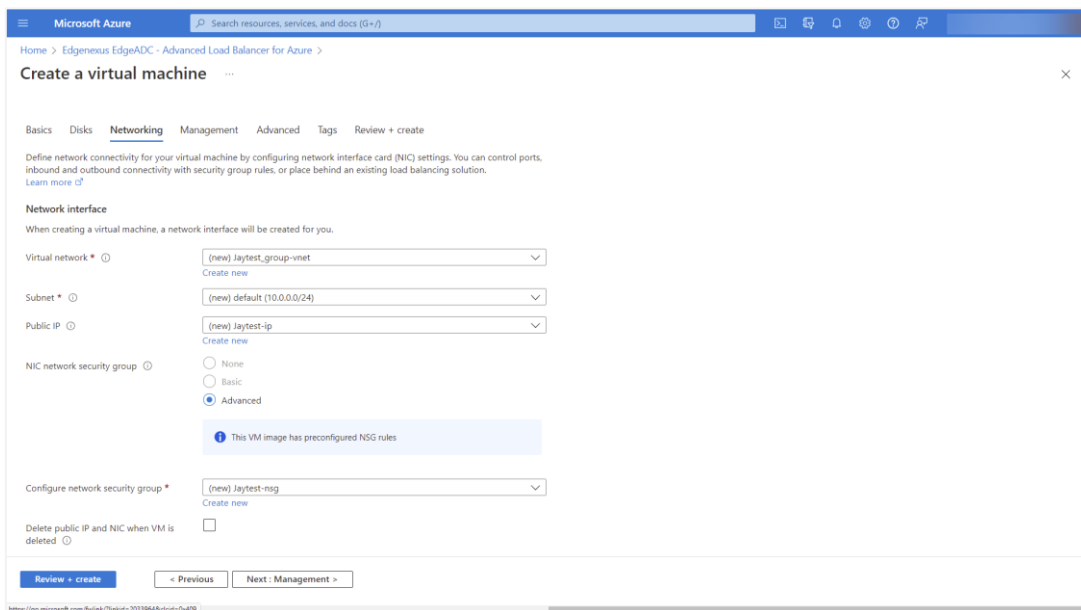 Microsoft Azure
Search resources, services, and docs (G+/)
Home > Edgenexus EdgeADC - Advanced Load Balancer for Azure >
Create a virtual machine ...
Basics Disks Networking Management Advanced Tags Review + create
Define network connectivity for your virtual machine by configuring network interface card (NIC) settings. You can control ports,
inbound and outbound connectivity with security group rules, or place behind an existing load balancing solution.
Learn more
Network interface
When creating a virtual machine, a network interface will be created for you.
Virtual network * (new) Jaytest_group-vnet
Create new
Subnet * (new) default (10.0.0.0/24)
Public IP (new) Jaytest-ip
Create new
NIC network security group
None
Basic
Advanced
This VM image has preconfigured NSG rules
Configure network security group * (new) Jaytest-nsg
Create new
Delete public IP and NIC when VM is
deleted
Review + create < Previous Next : Management >